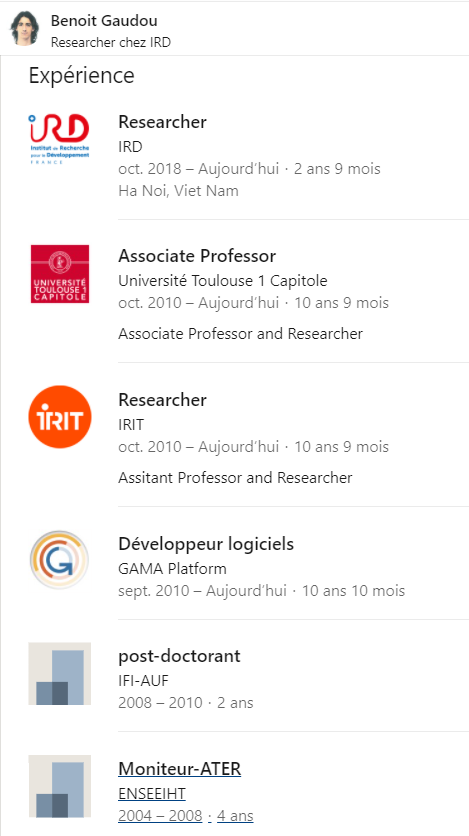 Benoit Gaudou
Researcher chez IRD
Expérience
iRD
Institut de Recherche
pour le Développement
FRANCE
Researcher
IRD
oct. 2018 – Aujourd'hui · 2 ans 9 mois
Ha Noi, Viet Nam
UNIVERSITÉ
TOULOUSE 1
CAPITOLE
Associate Professor
Université Toulouse 1 Capitole
oct. 2010 – Aujourd'hui · 10 ans 9 mois
Associate Professor and Researcher
iRIT
Researcher
IRIT
oct. 2010 – Aujourd'hui · 10 ans 9 mois
Assitant Professor and Researcher
G
Développeur logiciels
GAMA Platform
sept. 2010 – Aujourd'hui · 10 ans 10 mois
post-doctorant
IFI-AUF
2008 – 2010 · 2 ans
Moniteur-ATER
ENSEEIHT
2004 – 2008 · 4 ans